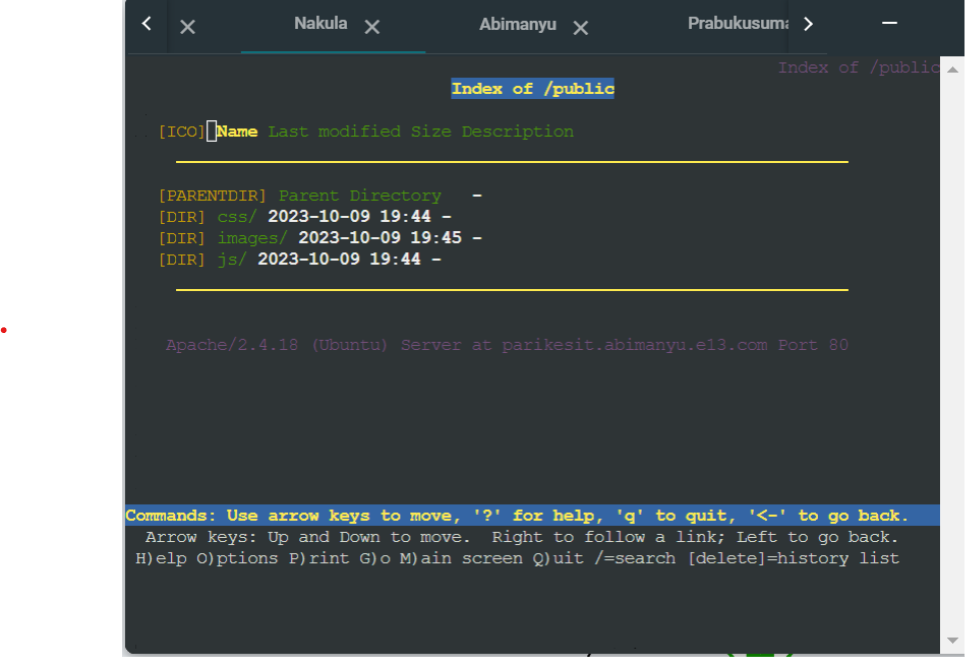 Nakula Abimanyu Prabukusuma
Index of /public
Index of /public
[ICO] Name Last modified Size Description
[PARENTDIR] Parent Directory -
[DIR] css/ 2023-10-09 19:44 -
[DIR] images/ 2023-10-09 19:45 -
[DIR] js/ 2023-10-09 19:44 -
Apache/2.4.18 (Ubuntu) Server at parikesit.abimanyu.e13.com Port 80
Commands: Use arrow keys to move, '?' for help, 'q' to quit, '<-' to go back.
Arrow keys: Up and Down to move. Right to follow a link; Left to go back.
H)elp O)ptions P)rint G)o M)ain screen Q)uit /=search [delete]=history list